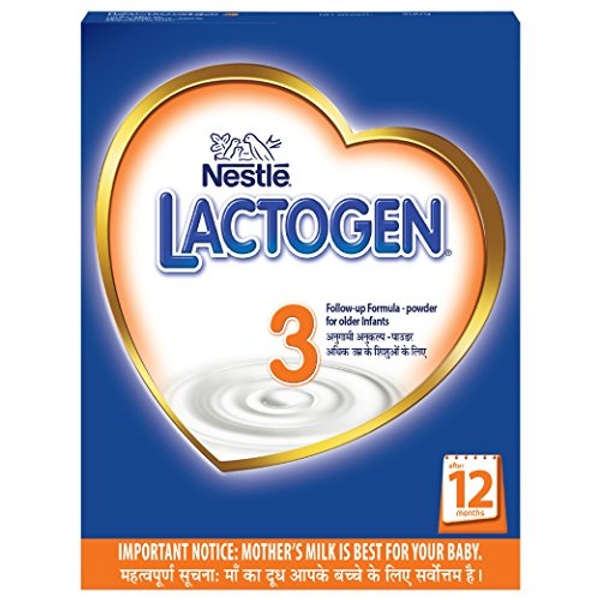 Nestlé
LACTOGEN
3
Follow-up Formula - powder
for older Infants
अनुगामी अनुकल्प - पाउडर
अधिक उम्र के शिशुओं के लिए
after
12
months
IMPORTANT NOTICE: MOTHER'S MILK IS BEST FOR YOUR BABY.
महत्वपूर्ण सूचना: माँ का दूध आपके बच्चे के लिए सर्वोत्तम है।